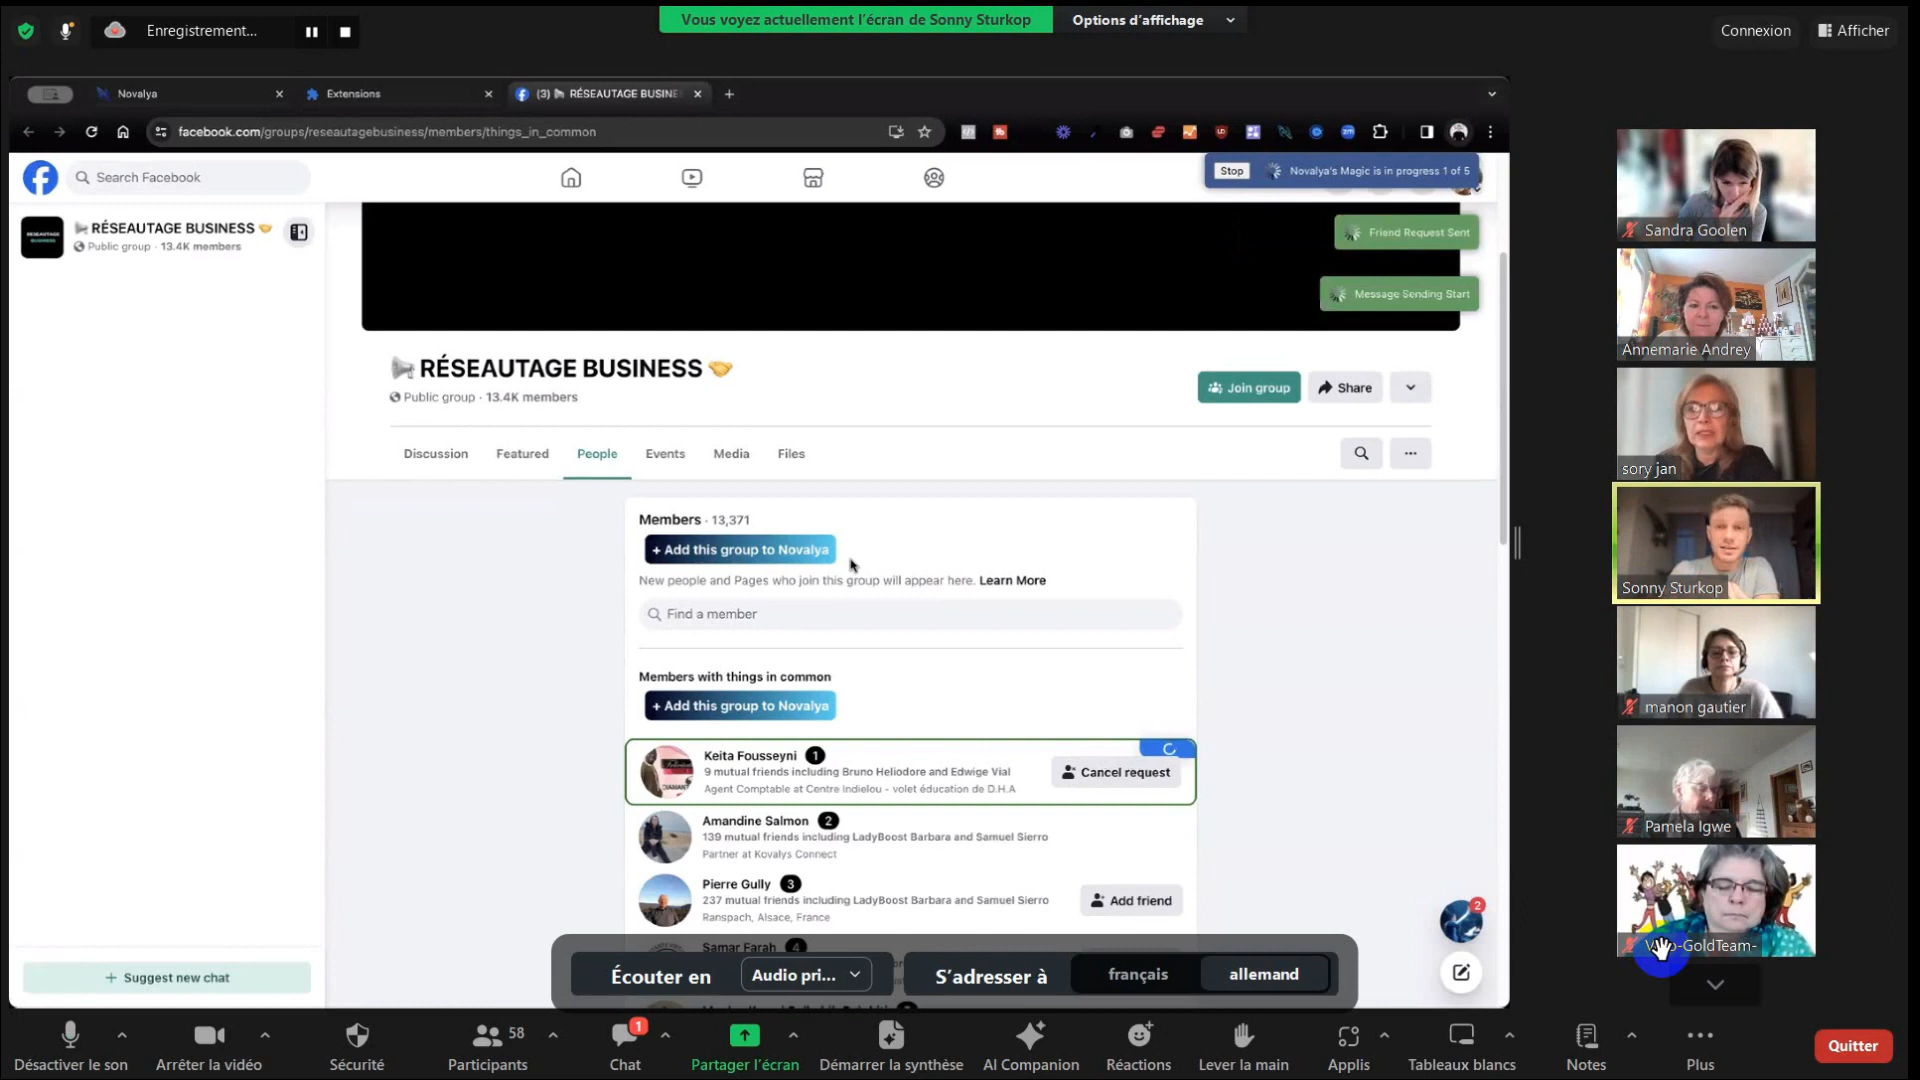 Enregistrement...
Vous voyez actuellement l'écran de Sonny Sturkop
Options d'affichage
Connexion
Afficher
Novalya
Extensions
(3) RÉSEAUTAGE BUSINE
facebook.com/groups/reseautagebusiness/members/things_in_common
Search Facebook
Stop
Novalya's Magic is in progress 1 of 5
RÉSEAUTAGE BUSINESS
Public group · 13.4K members
Friend Request Sent
Message Sending Start
RÉSEAUTAGE BUSINESS
Public group · 13.4K members
Join group
Share
Discussion
Featured
People
Events
Media
Files
Members · 13,371
+ Add this group to Novalya
New people and Pages who join this group will appear here. Learn More
Find a member
Members with things in common
+ Add this group to Novalya
Keita Fousseyni 1
9 mutual friends including Bruno Heliodore and Edwige Vial
Agent Comptable at Centre Indielou - volet éducation de D.H.A
Cancel request
Amandine Salmon 2
139 mutual friends including LadyBoost Barbara and Samuel Sierro
Partner at Kovalys Connect
Pierre Gully 3
237 mutual friends including LadyBoost Barbara and Samuel Sierro
Ranspach, Alsace, France
Add friend
Samar Farah 4
+ Suggest new chat
2
Écouter en
Audio pri...
S'adresser à
français
allemand
Sandra Goolen
Annemarie Andrey
sory jan
Sonny Sturkop
manon gautier
Pamela Igwe
-GoldTeam-
Désactiver le son
Arrêter la vidéo
Sécurité
Participants
58
Chat
1
Partager l'écran
Démarrer la synthèse
AI Companion
Réactions
Lever la main
Applis
Tableaux blancs
Notes
Plus
Quitter